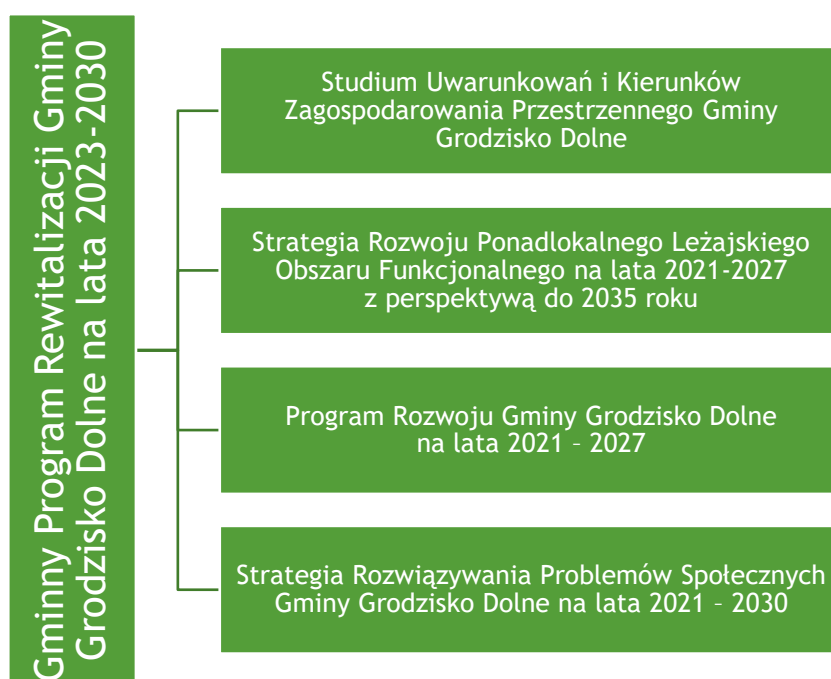 Gminny Program Rewitalizacji Gminy
Grodzisko Dolne na lata 2023-2030
Studium Uwarunkowań i Kierunków
Zagospodarowania Przestrzennego Gminy
Grodzisko Dolne
Strategia Rozwoju Ponadlokalnego Leżajskiego
Obszaru Funkcjonalnego na lata 2021-2027
z perspektywą do 2035 roku
Program Rozwoju Gminy Grodzisko Dolne
na lata 2021 – 2027
Strategia Rozwiązywania Problemów Społecznych
Gminy Grodzisko Dolne na lata 2021 – 2030